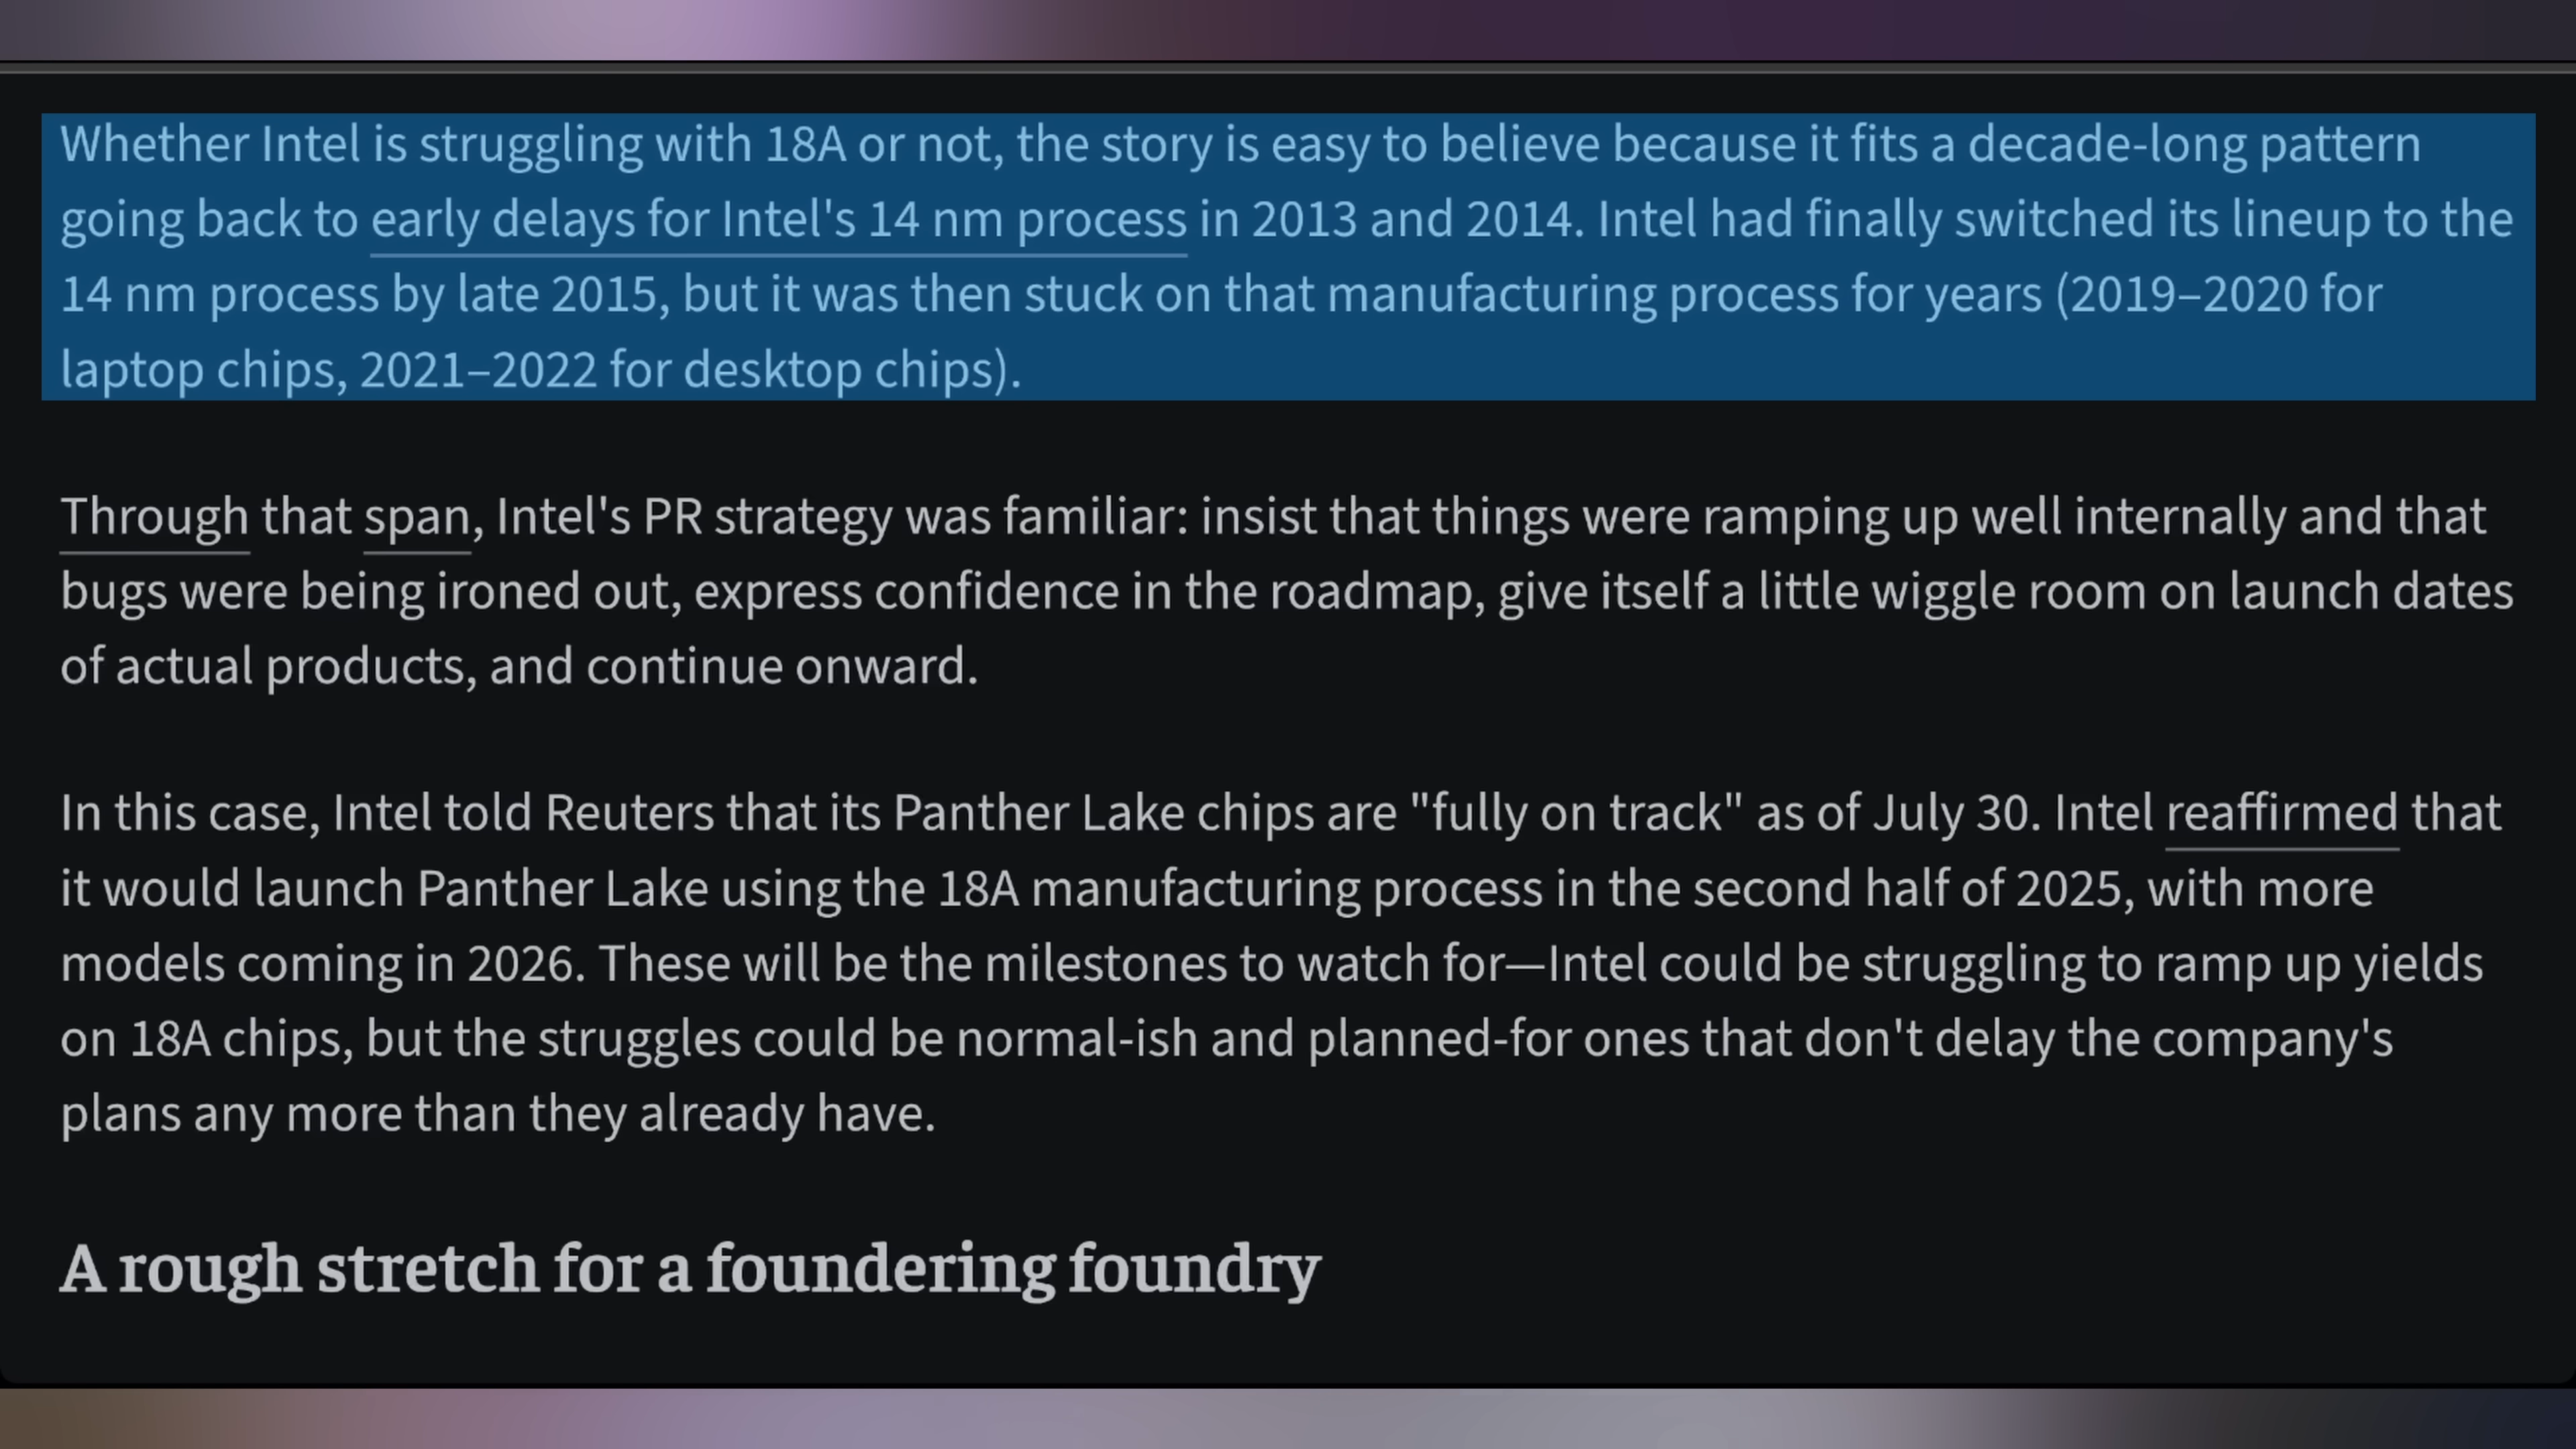 Whether Intel is struggling with 18A or not, the story is easy to believe because it fits a decade-long pattern
going back to early delays for Intel's 14 nm process in 2013 and 2014. Intel had finally switched its lineup to the
14 nm process by late 2015, but it was then stuck on that manufacturing process for years (2019–2020 for
laptop chips, 2021–2022 for desktop chips).
Through that span, Intel's PR strategy was familiar: insist that things were ramping up well internally and that
bugs were being ironed out, express confidence in the roadmap, give itself a little wiggle room on launch dates
of actual products, and continue onward.
In this case, Intel told Reuters that its Panther Lake chips are "fully on track" as of July 30. Intel reaffirmed that
it would launch Panther Lake using the 18A manufacturing process in the second half of 2025, with more
models coming in 2026. These will be the milestones to watch for—Intel could be struggling to ramp up yields
on 18A chips, but the struggles could be normal-ish and planned-for ones that don't delay the company's
plans any more than they already have.
A rough stretch for a foundering foundry